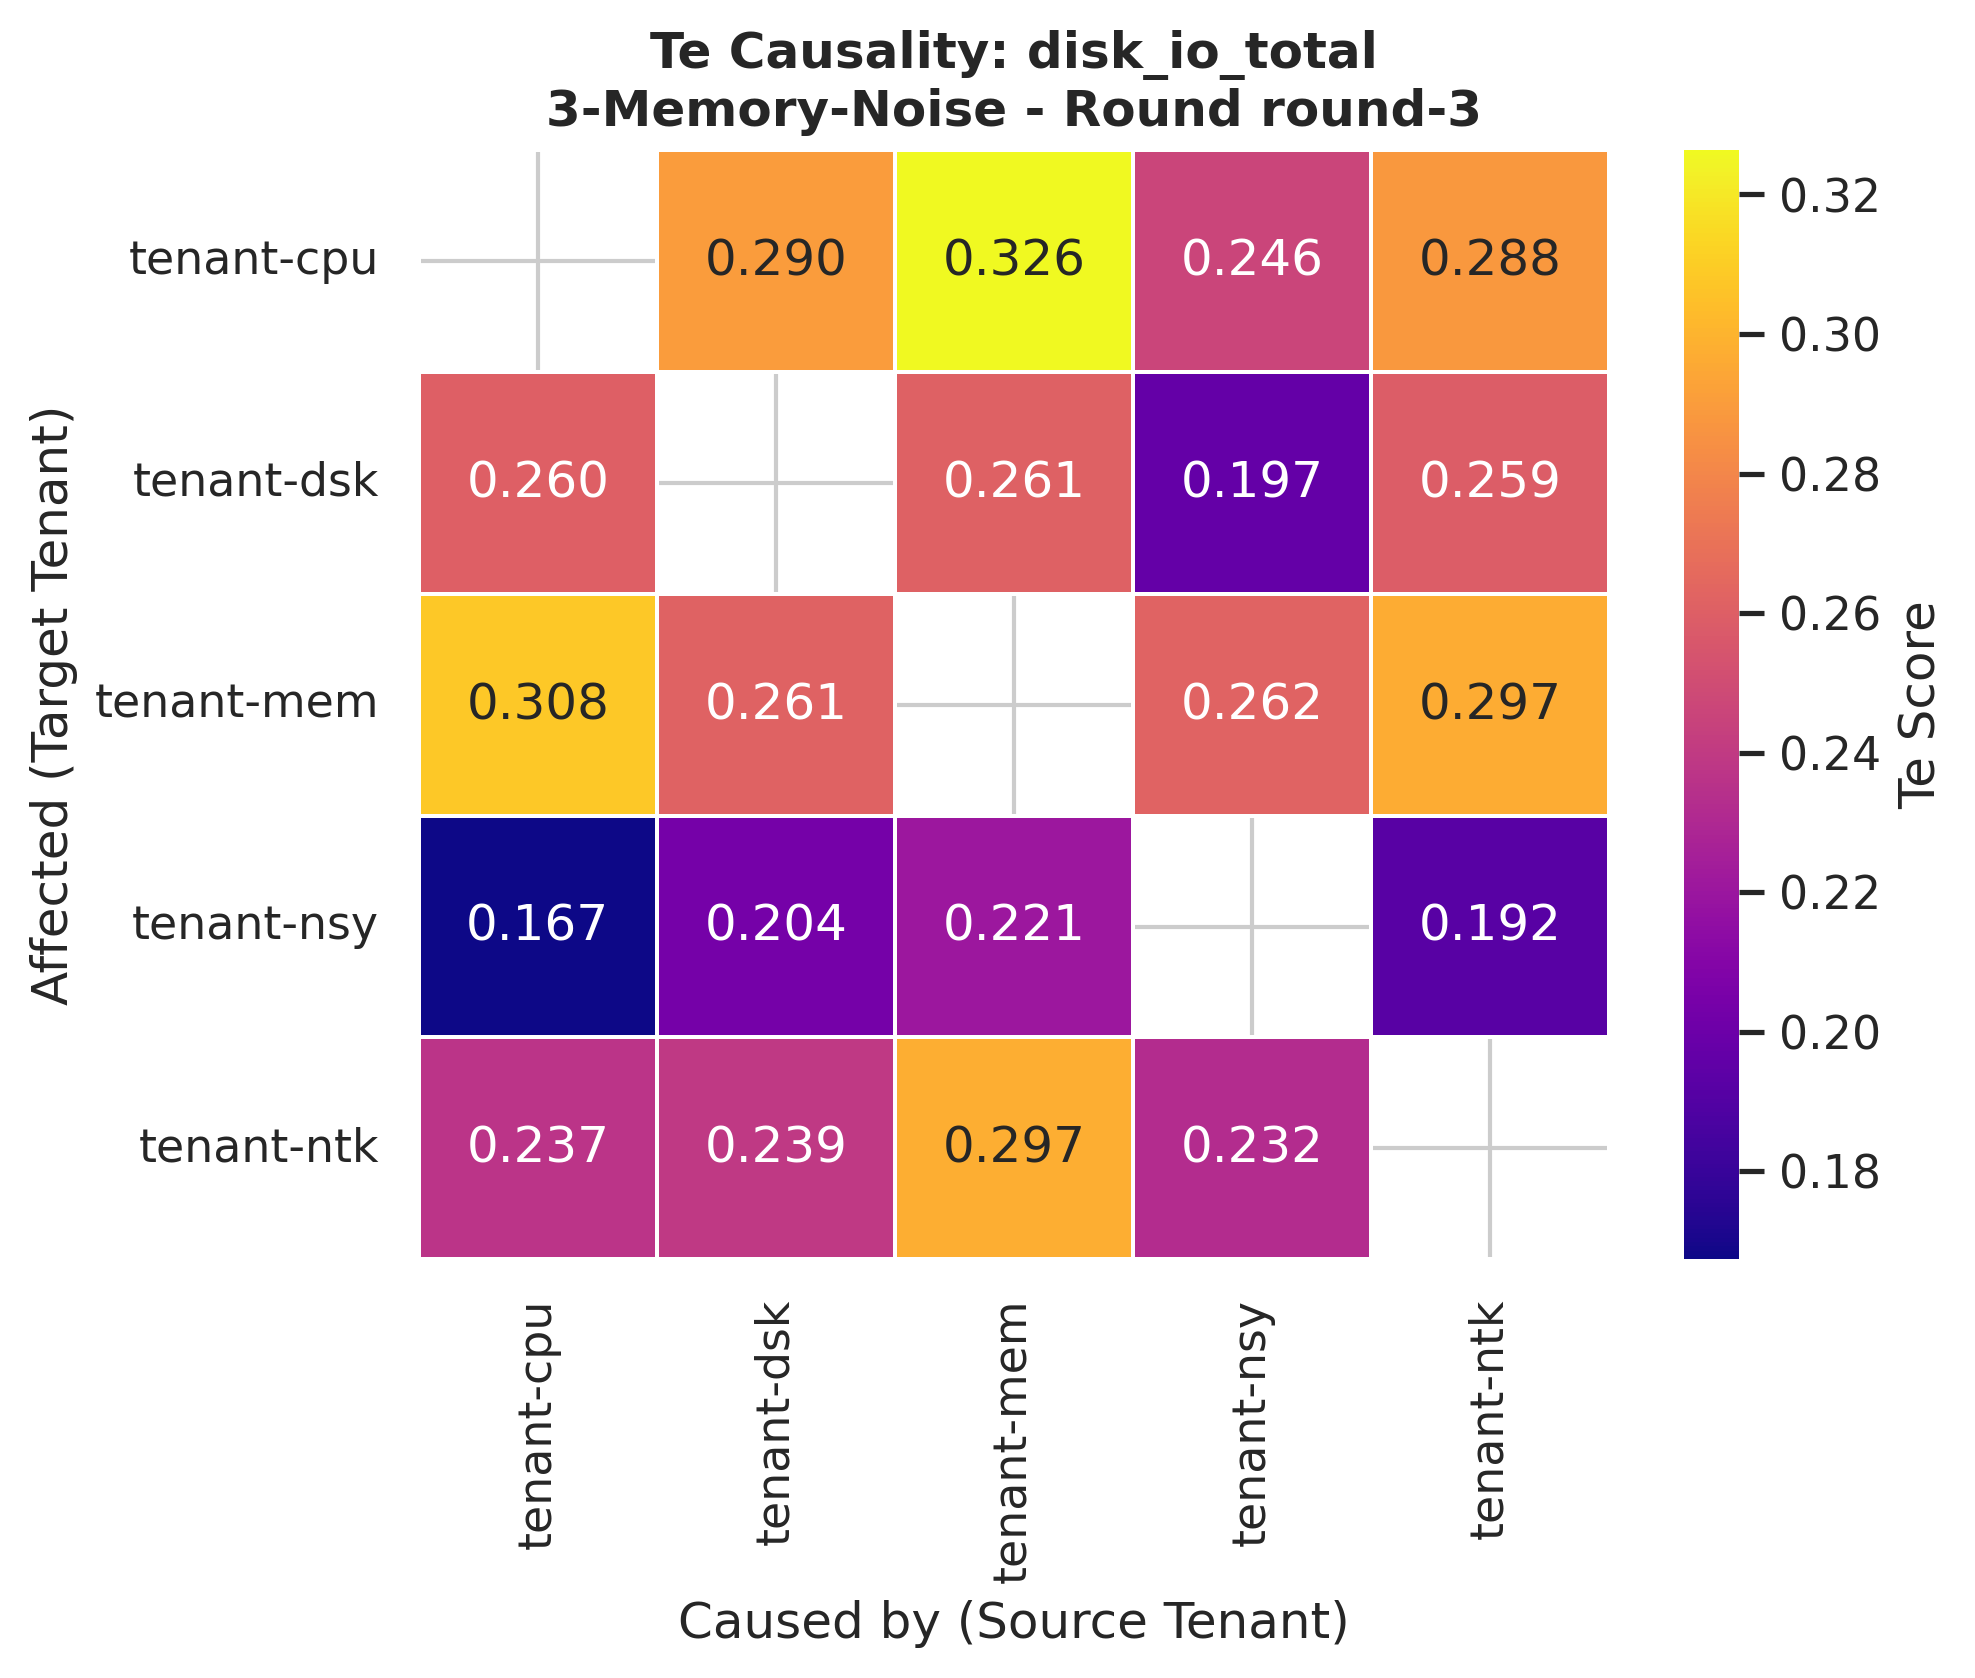 Te Causality: disk_io_total
3-Memory-Noise - Round round-3
Affected (Target Tenant)
tenant-cpu
0.290 0.326 0.246 0.288
tenant-dsk
0.260 0.261 0.197 0.259
tenant-mem
0.308 0.261 0.262 0.297
tenant-nsy
0.167 0.204 0.221 0.192
tenant-ntk
0.237 0.239 0.297 0.232
tenant-cpu
tenant-dsk
tenant-mem
tenant-nsy
tenant-ntk
Caused by (Source Tenant)
0.32
0.30
0.28
0.26
0.24
0.22
0.20
0.18
Te Score